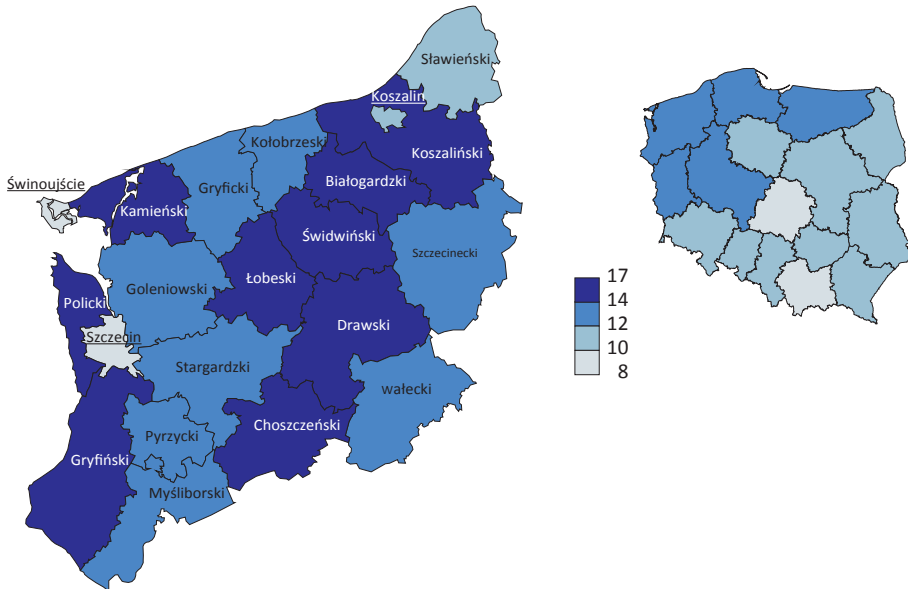 Sławieński
Koszalin
Kołobrzeski
Koszaliński
Świnoujście
Gryficki
Białogardzki
Kamieński
Świdwiński
Szczecinecki
Łobeski
Goleniowski
Policki
Drawski
Szczecin
Stargardzki
wałecki
Choszczeński
Pyrzycki
Gryfiński
Myśliborski
17
14
12
10
8